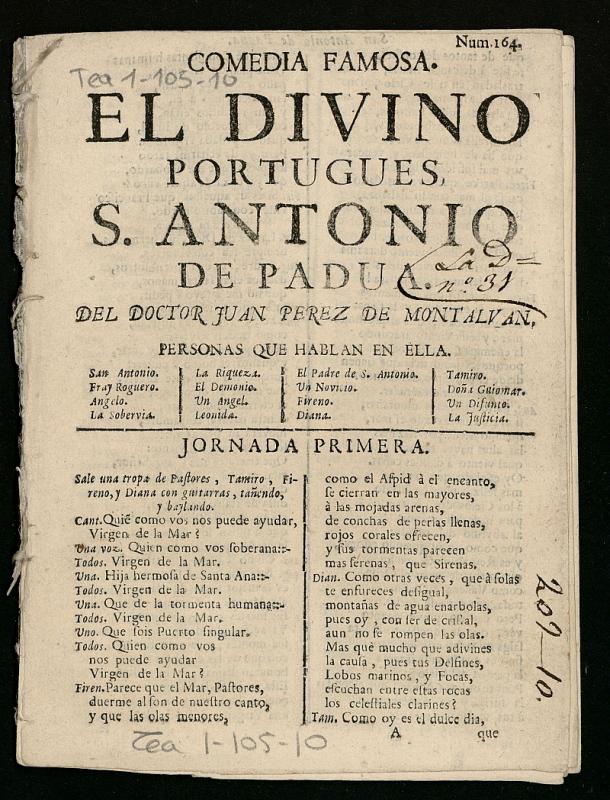 Num.164.
COMEDIA FAMOSA.
Tea 1-105-10
EL DIVINO
PORTUGUES,
S. ANTONIO
DE PADUA.
La D=
nº 31
DEL DOCTOR JUAN PEREZ DE MONTALVAN.
PERSONAS QUE HABLAN EN ELLA.
San Antonio.
Fray Roguero.
Angelo.
La Sobervia.
La Riqueza.
El Demonio.
Un Angel.
Leonida.
El Padre de S. Antonio.
Un Novicio.
Fireno.
Diana.
Tamiro.
Doña Guiomar.
Un Difunto.
La Justicia.
JORNADA PRIMERA.
Sale una tropa de Pastores, Tamiro, Fi-
reno, y Diana con guitarras, tañendo,
y baylando.
Cant. Quiē como vos nos puede ayudar,
Virgen de la Mar?
Una voz. Quien como vos soberana::-
Todos. Virgen de la Mar.
Una. Hija hermosa de Santa Ana::-
Todos. Virgen de la Mar.
Una. Que de la tormenta humana::-
Todos. Virgen de la Mar.
Uno. Que sois Puerto singular.
Todos. Quien como vos
nos puede ayudar
Virgen de la Mar?
Firen. Parece que el Mar, Pastores,
duerme al son de nuestro canto,
y que las olas menores,
como el Aspid à el encanto,
se cierran en las mayores,
à las mojadas arenas,
de conchas de perlas llenas,
rojos corales ofrecen,
y sus tormentas parecen
mas serenas, que Sirenas.
Dian. Como otras veces, que à solas
te enfureces desigual,
montañas de agua enarbolas,
pues oy, con ser de cristal,
aun no se rompen las olas.
Mas què mucho que adivines
la causa, pues tus Delfines,
Lobos marinos, y Focas,
escuchan entre estas rocas
los celestiales clarines?
Tam. Como oy es el dulce dia,
A
que
209-10.
Tea 1-105-10